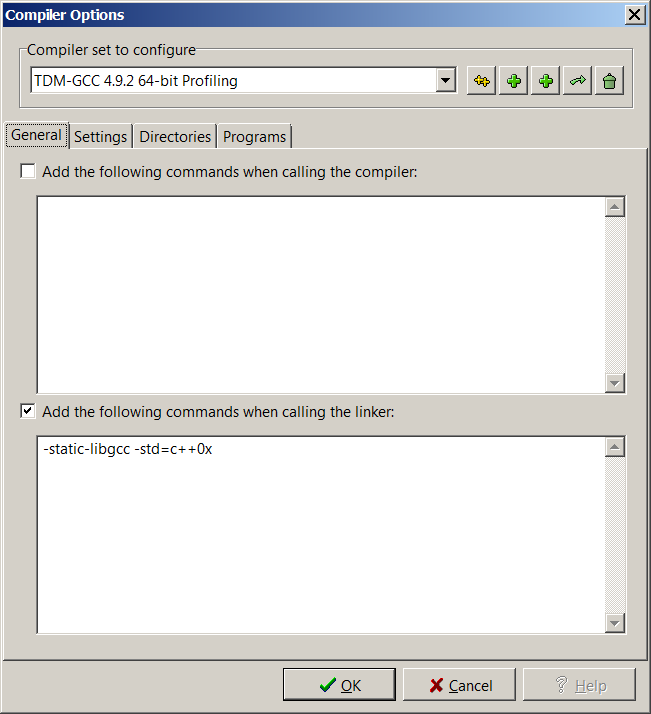 Compiler Options
Compiler set to configure
TDM-GCC 4.9.2 64-bit Profiling
General Settings Directories Programs
Add the following commands when calling the compiler:
Add the following commands when calling the linker:
-static-libgcc -std=c++0x
OK Cancel Help